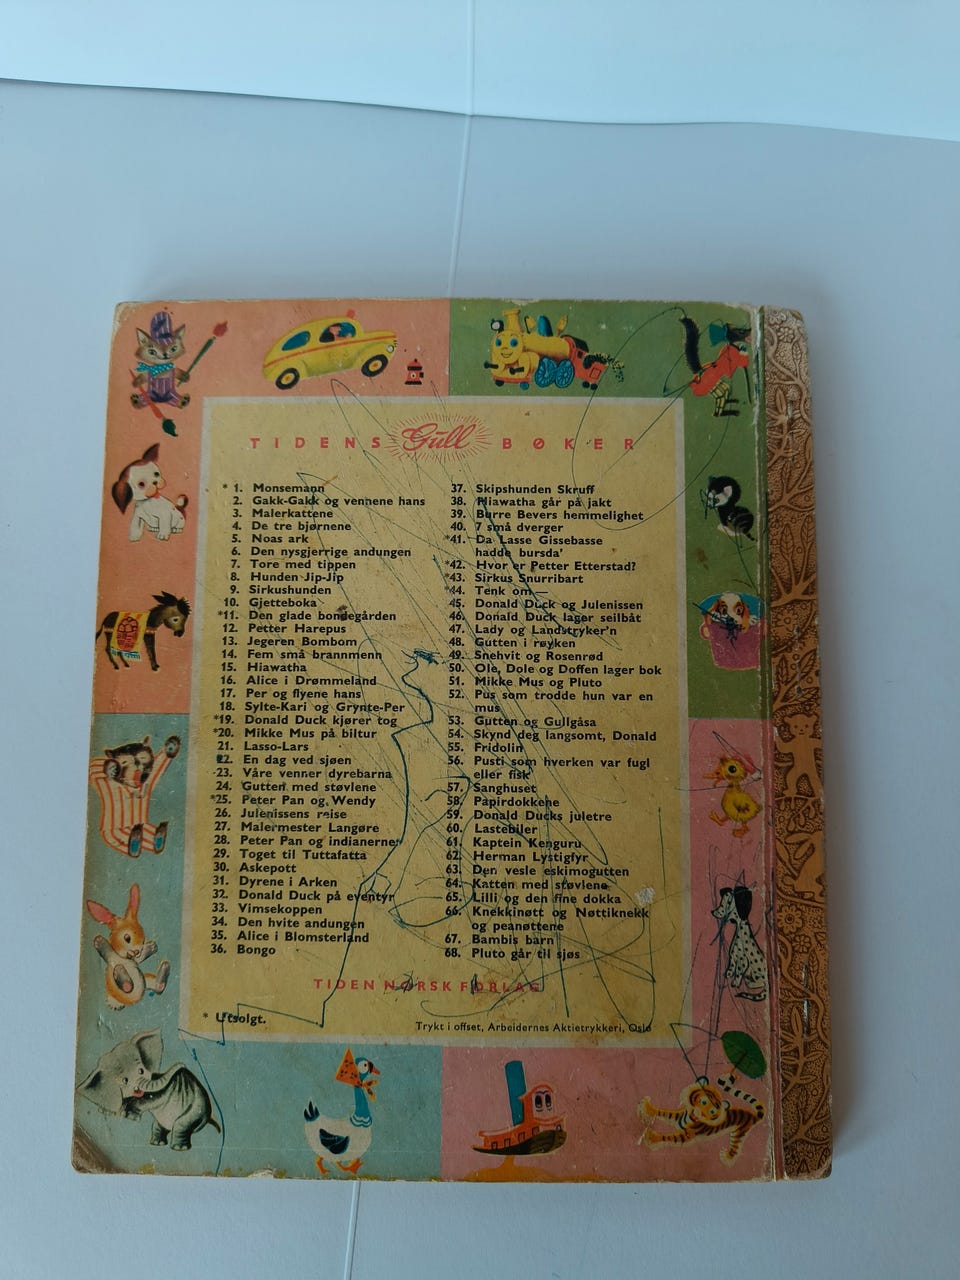 TIDENS Gull BØKER
* 1. Monsemann
2. Gakk-Gakk og vennene hans
3. Malerkattene
4. De tre bjørnene
5. Noas ark
6. Den nysgjerrige andungen
7. Tore med tippen
8. Hunden Jip-Jip
9. Sirkushunden
10. Gjetteboka
*11. Den glade bondegården
12. Petter Harepus
13. Jegeren Bombom
14. Fem små brannmenn
15. Hiawatha
16. Alice i Drømmeland
17. Per og flyene hans
18. Sylte-Kari og Grynte-Per
*19. Donald Duck kjører tog
*20. Mikke Mus på biltur
21. Lasso-Lars
22. En dag ved sjøen
23. Våre venner dyrebarna
24. Gutten med støvlene
*25. Peter Pan og Wendy
26. Julenissens reise
27. Malermester Langøre
28. Peter Pan og indianerne
29. Toget til Tuttafatta
30. Askepott
31. Dyrene i Arken
32. Donald Duck på eventyr
33. Vimsekoppen
34. Den hvite andungen
35. Alice i Blomsterland
36. Bongo
37. Skipshunden Skruff
38. Hiawatha går på jakt
39. Burre Bevers hemmelighet
40. 7 små dverger
*41. Da Lasse Gissebasse
hadde bursda'
*42. Hvor er Petter Etterstad?
*43. Sirkus Snurribart
*44. Tenk om —
45. Donald Duck og Julenissen
46. Donald Duck lager seilbåt
47. Lady og Landstryker'n
48. Gutten i røyken
49. Snehvit og Rosenrød
50. Ole, Dole og Doffen lager bok
51. Mikke Mus og Pluto
52. Pus som trodde hun var en
mus
53. Gutten og Gullgåsa
54. Skynd deg langsomt, Donald
55. Fridolin
56. Pusti som hverken var fugl
eller fisk
57. Sanghuset
58. Papirdokkene
59. Donald Ducks juletre
60. Lastebiler
61. Kaptein Kenguru
62. Herman Lystigfyr
63. Den vesle eskimogutten
64. Katten med støvlene
65. Lilli og den fine dokka
66. Knekkinøtt og Nøttiknekk
og peanøttene
67. Bambis barn
68. Pluto går til sjøs
TIDEN NORSK FORLAG
* Utsolgt.
Trykt i offset, Arbeidernes Aktietrykkeri, Oslo